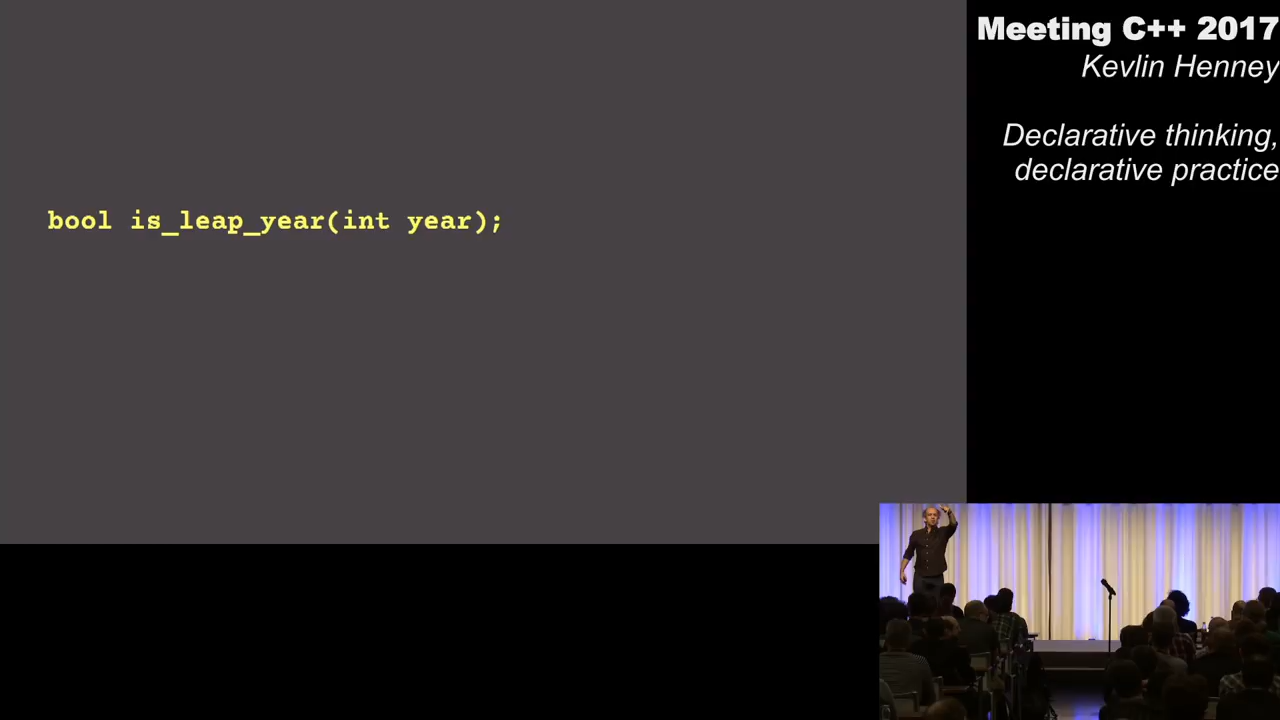 bool is_leap_year(int year);
Meeting C++ 2017
Kevlin Henney
Declarative thinking,
declarative practice